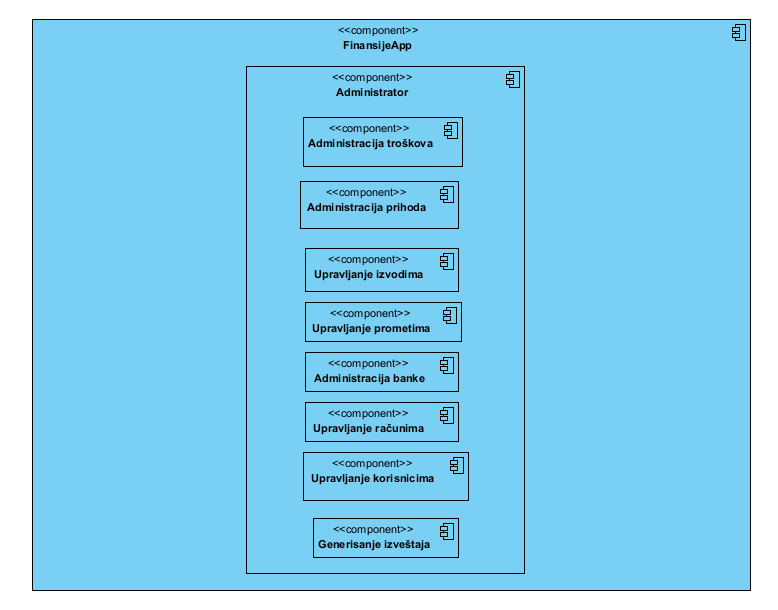 <<component>>
FinansijeApp
<<component>>
Administrator
<<component>>
Administracija troškova
<<component>>
Administracija prihoda
<<component>>
Upravljanje izvodima
<<component>>
Upravljanje prometima
<<component>>
Administracija banke
<<component>>
Upravljanje računima
<<component>>
Upravljanje korisnicima
<<component>>
Generisanje izveštaja